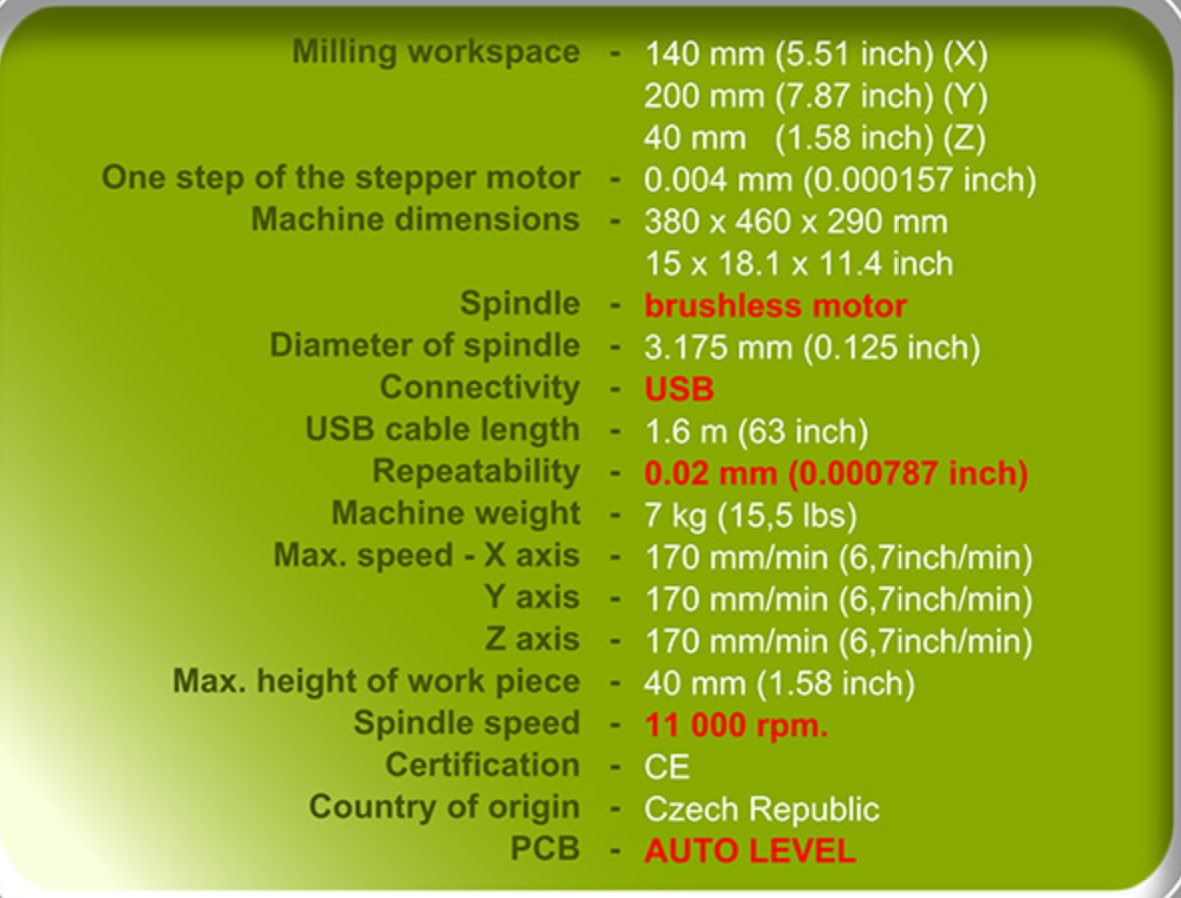 Milling workspace - 140 mm (5.51 inch) (X)
200 mm (7.87 inch) (Y)
40 mm (1.58 inch) (Z)
One step of the stepper motor - 0.004 mm (0.000157 inch)
Machine dimensions - 380 x 460 x 290 mm
15 x 18.1 x 11.4 inch
Spindle - brushless motor
Diameter of spindle - 3.175 mm (0.125 inch)
Connectivity - USB
USB cable length - 1.6 m (63 inch)
Repeatability - 0.02 mm (0.000787 inch)
Machine weight - 7 kg (15,5 lbs)
Max. speed - X axis - 170 mm/min (6,7inch/min)
Y axis - 170 mm/min (6,7inch/min)
Z axis - 170 mm/min (6,7inch/min)
Max. height of work piece - 40 mm (1.58 inch)
Spindle speed - 11 000 rpm.
Certification - CE
Country of origin - Czech Republic
PCB - AUTO LEVEL